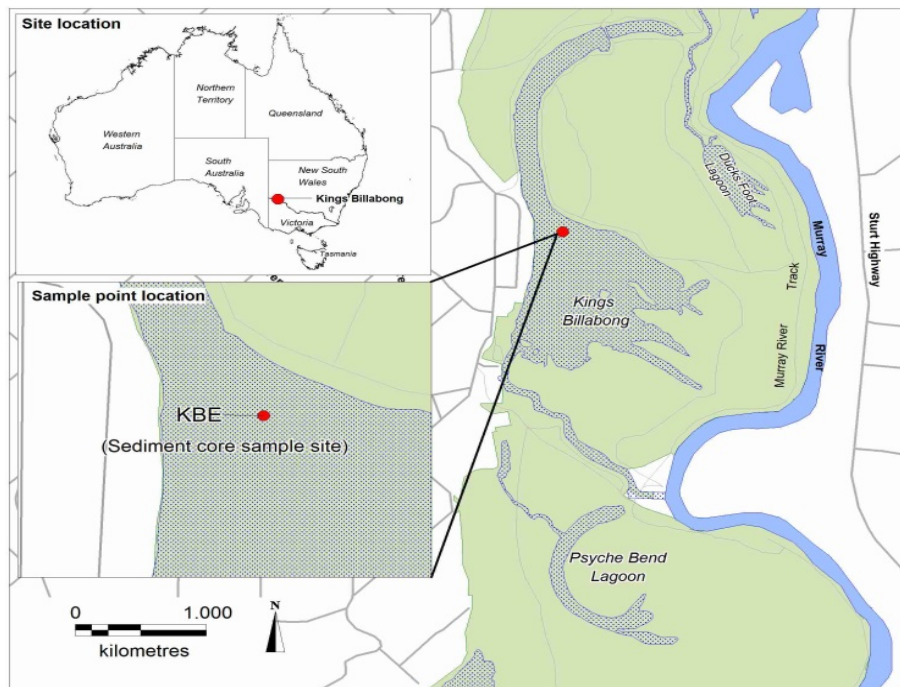 Site location
Northern
Territory
Queensland
Western
Australia
South
Australia
New South
Wales
Kings Billabong
Victoria
Tasmania
Sample point location
KBE
(Sediment core sample site)
Kings
Billabong
Ducks Foot
Lagoon
Murray
River
Murray River
Track
Sturt Highway
Psyche Bend
Lagoon
0 1.000
kilometres
N